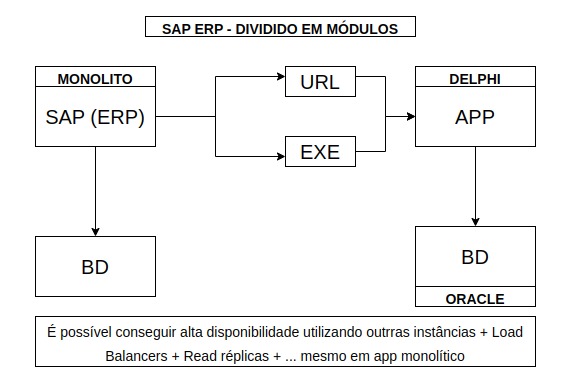 SAP ERP - DIVIDIDO EM MÓDULOS
MONOLITO
SAP (ERP)
URL
EXE
DELPHI
APP
BD
BD
ORACLE
É possível conseguir alta disponibilidade utilizando outrras instâncias + Load
Balancers + Read réplicas + ... mesmo em app monolítico